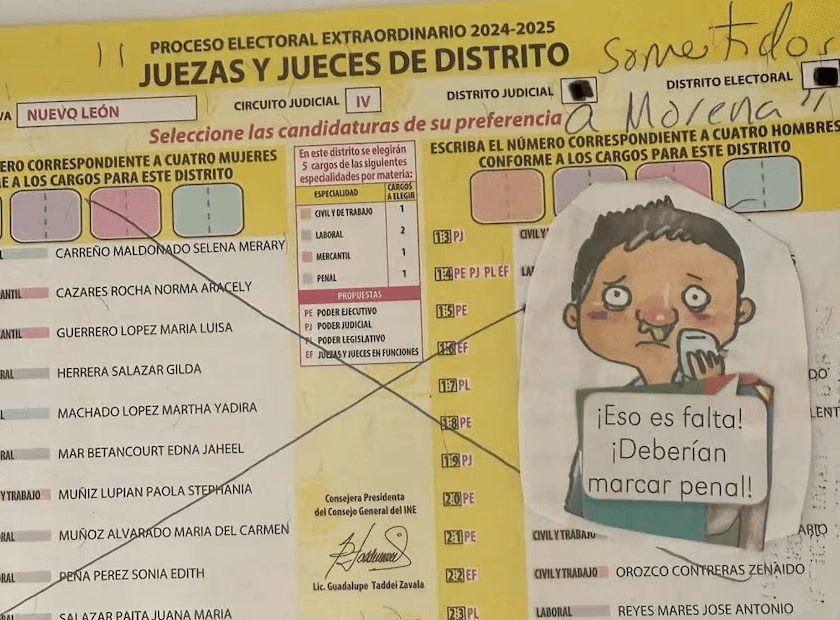 PROCESO ELECTORAL EXTRAORDINARIO 2024-2025
JUEZAS Y JUECES DE DISTRITO
Sometidos
a Morena"
NUEVO LEÓN
CIRCUITO JUDICIAL IV
DISTRITO JUDICIAL
DISTRITO ELECTORAL
Seleccione las candidaturas de su preferencia
CORRESPONDIENTE A CUATRO MUJERES
A LOS CARGOS PARA ESTE DISTRITO
CARREÑO MALDONADO SELENA MERARY
CAZARES ROCHA NORMA ARACELY
GUERRERO LOPEZ MARIA LUISA
HERRERA SALAZAR GILDA
MACHADO LOPEZ MARTHA YADIRA
MAR BETANCOURT EDNA JAHEEL
Y TRABAJO MUÑIZ LUPIAN PAOLA STEPHANIA
MUÑOZ ALVARADO MARIA DEL CARMEN
PEÑA PEREZ SONIA EDITH
SALAZAR PAITA JUANA MARIA
En este distrito se elegirán
5 cargos de las siguientes
especialidades por materia:
ESPECIALIDAD CARGOS A ELEGIR
CIVIL Y DE TRABAJO 1
LABORAL 2
MERCANTIL 1
PENAL 1
PROPUESTAS
PE PODER EJECUTIVO
PJ PODER JUDICIAL
PL PODER LEGISLATIVO
EF JUEZAS Y JUECES EN FUNCIONES
Consejera Presidenta
del Consejo General del INE
Lic. Guadalupe Taddei Zavala
ESCRIBA EL NÚMERO CORRESPONDIENTE A CUATRO HOMBRES
CONFORME A LOS CARGOS PARA ESTE DISTRITO
13 PJ
14 PE PJ PL EF
15 PE
16 EF
17 PL
18 PE
19 PJ
20 PE
21 PE CIVIL Y TRABAJO
22 EF CIVIL Y TRABAJO OROZCO CONTRERAS ZENAIDO
23 PL LABORAL REYES MARES JOSE ANTONIO
¡Eso es falta!
¡Deberían
marcar penal!